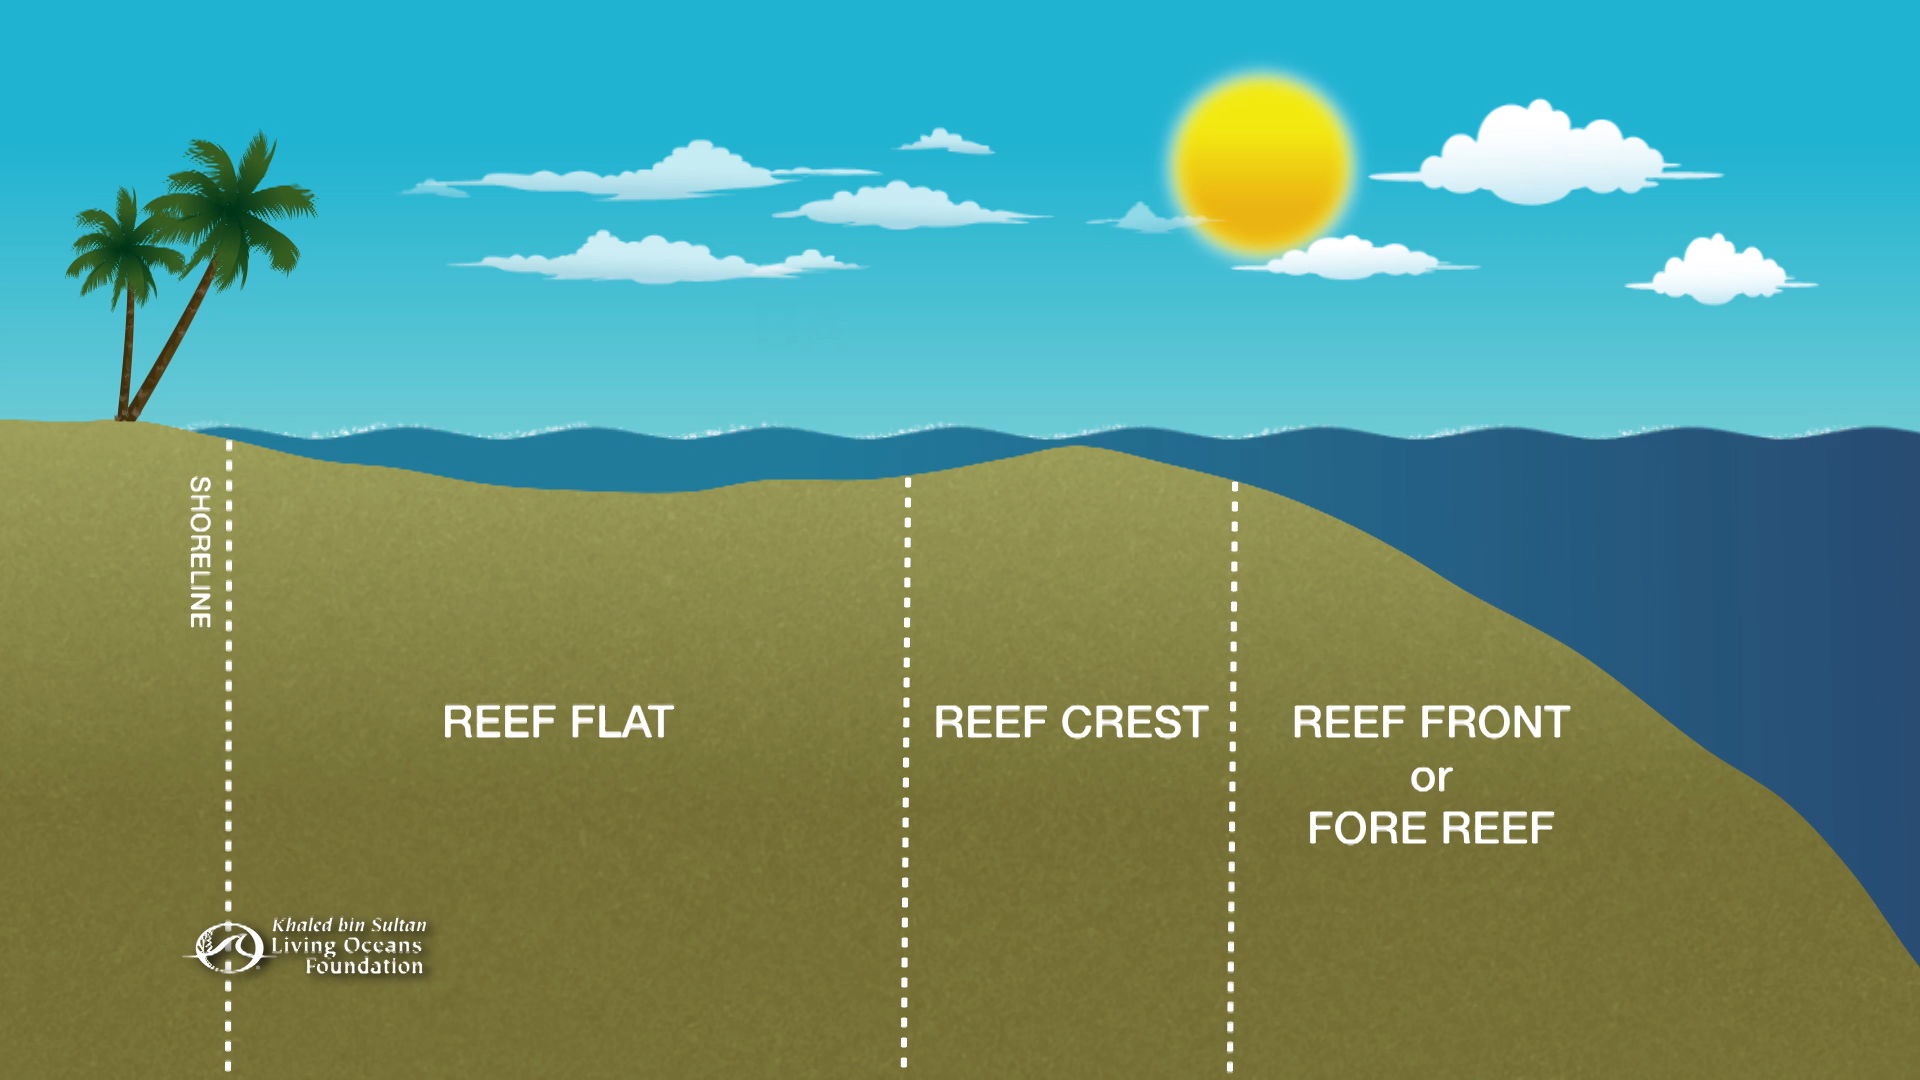 SHORELINE
REEF FLAT
REEF CREST
REEF FRONT
or
FORE REEF
Khaled bin Sultan
Living Oceans
Foundation